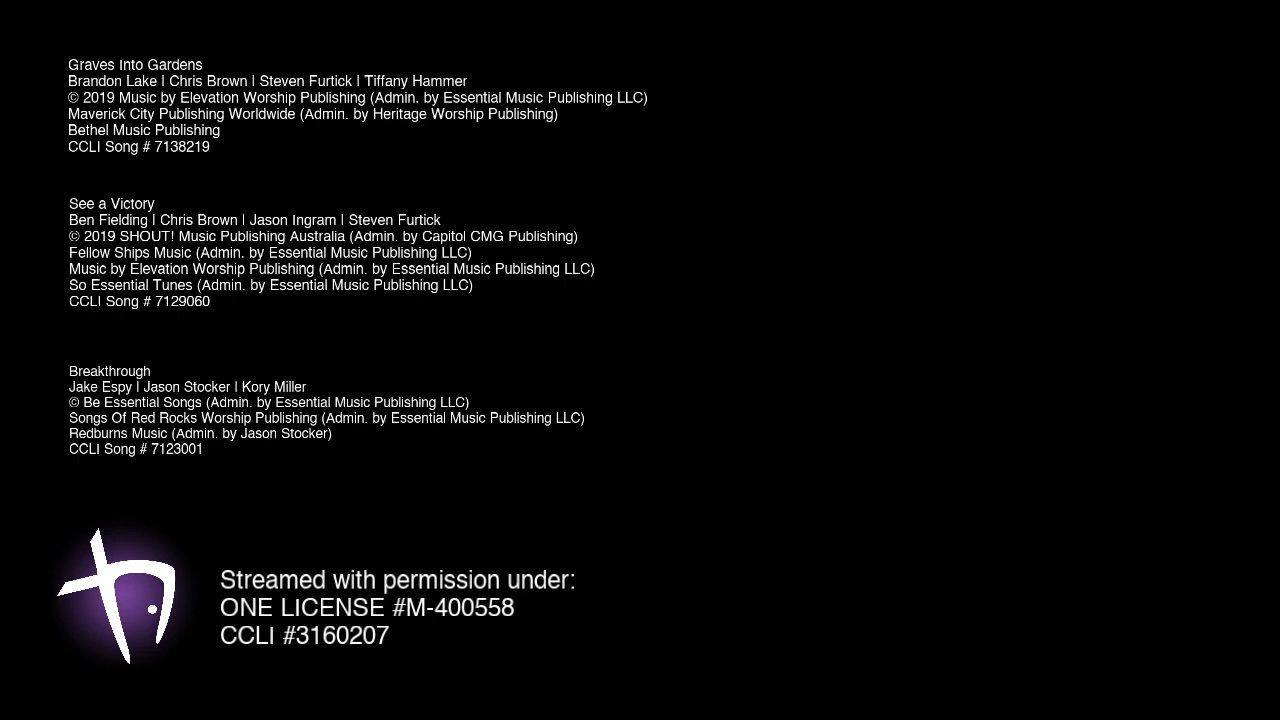 Graves Into Gardens
Brandon Lake | Chris Brown | Steven Furtick | Tiffany Hammer
© 2019 Music by Elevation Worship Publishing (Admin. by Essential Music Publishing LLC)
Maverick City Publishing Worldwide (Admin. by Heritage Worship Publishing)
Bethel Music Publishing
CCLI Song # 7138219
See a Victory
Ben Fielding | Chris Brown | Jason Ingram | Steven Furtick
© 2019 SHOUT! Music Publishing Australia (Admin. by Capitol CMG Publishing)
Fellow Ships Music (Admin. by Essential Music Publishing LLC)
Music by Elevation Worship Publishing (Admin. by Essential Music Publishing LLC)
So Essential Tunes (Admin. by Essential Music Publishing LLC)
CCLI Song # 7129060
Breakthrough
Jake Espy | Jason Stocker | Kory Miller
© Be Essential Songs (Admin. by Essential Music Publishing LLC)
Songs Of Red Rocks Worship Publishing (Admin. by Essential Music Publishing LLC)
Redburns Music (Admin. by Jason Stocker)
CCLI Song # 7123001
Streamed with permission under:
ONE LICENSE #M-400558
CCLI #3160207